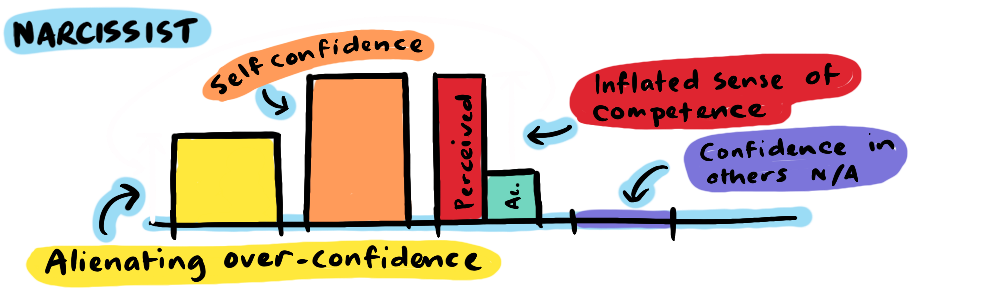 NARCISSIST
Self confidence
Perceived
Ac.
Inflated sense of
competence
Confidence in
others N/A
Alienating over-confidence